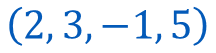 (2, 3, −1, 5)